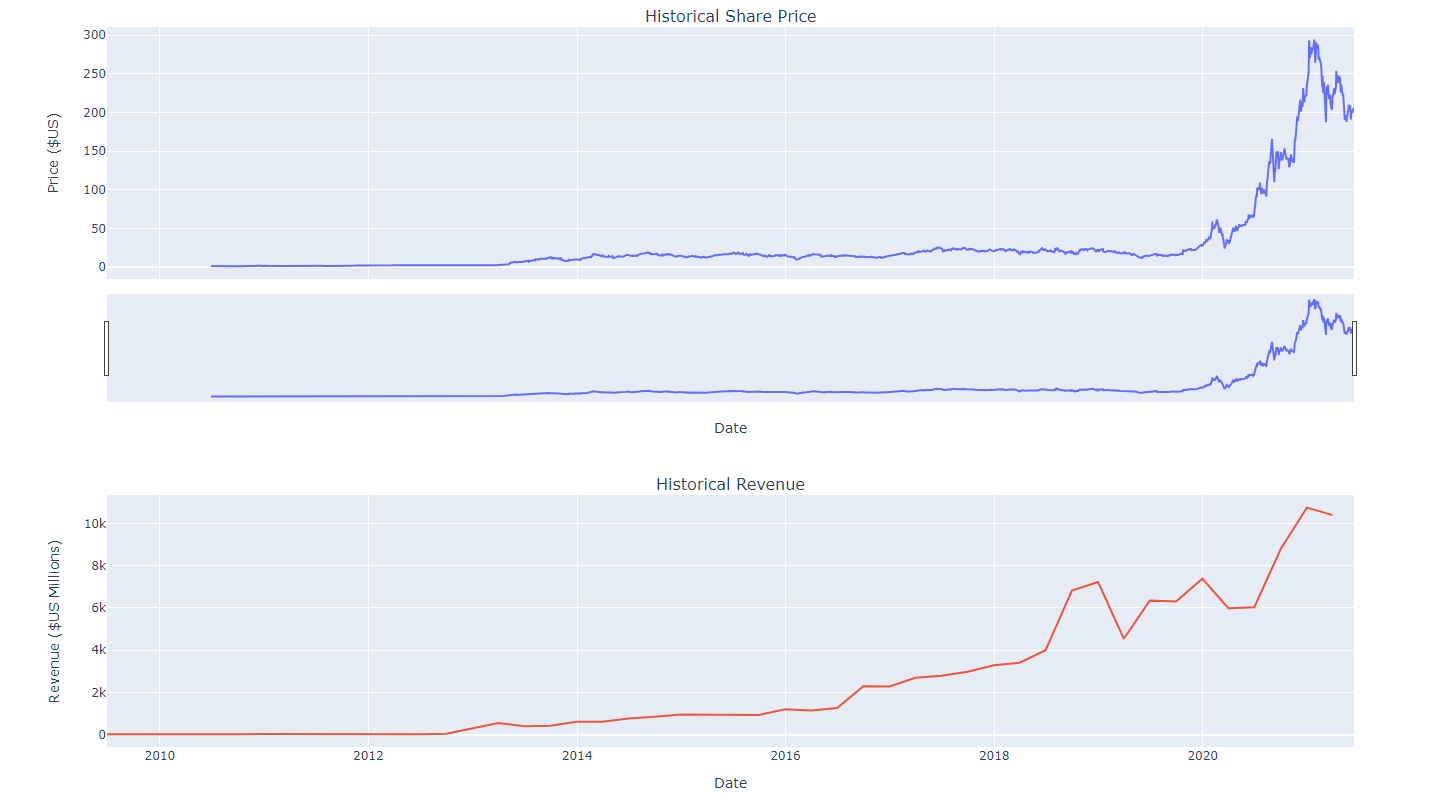 Historical Share Price
300
250
200
150
100
50
0
Price ($US)
Date
Historical Revenue
10k
8k
6k
4k
2k
0
Revenue ($US Millions)
2010 2012 2014 2016 2018 2020
Date